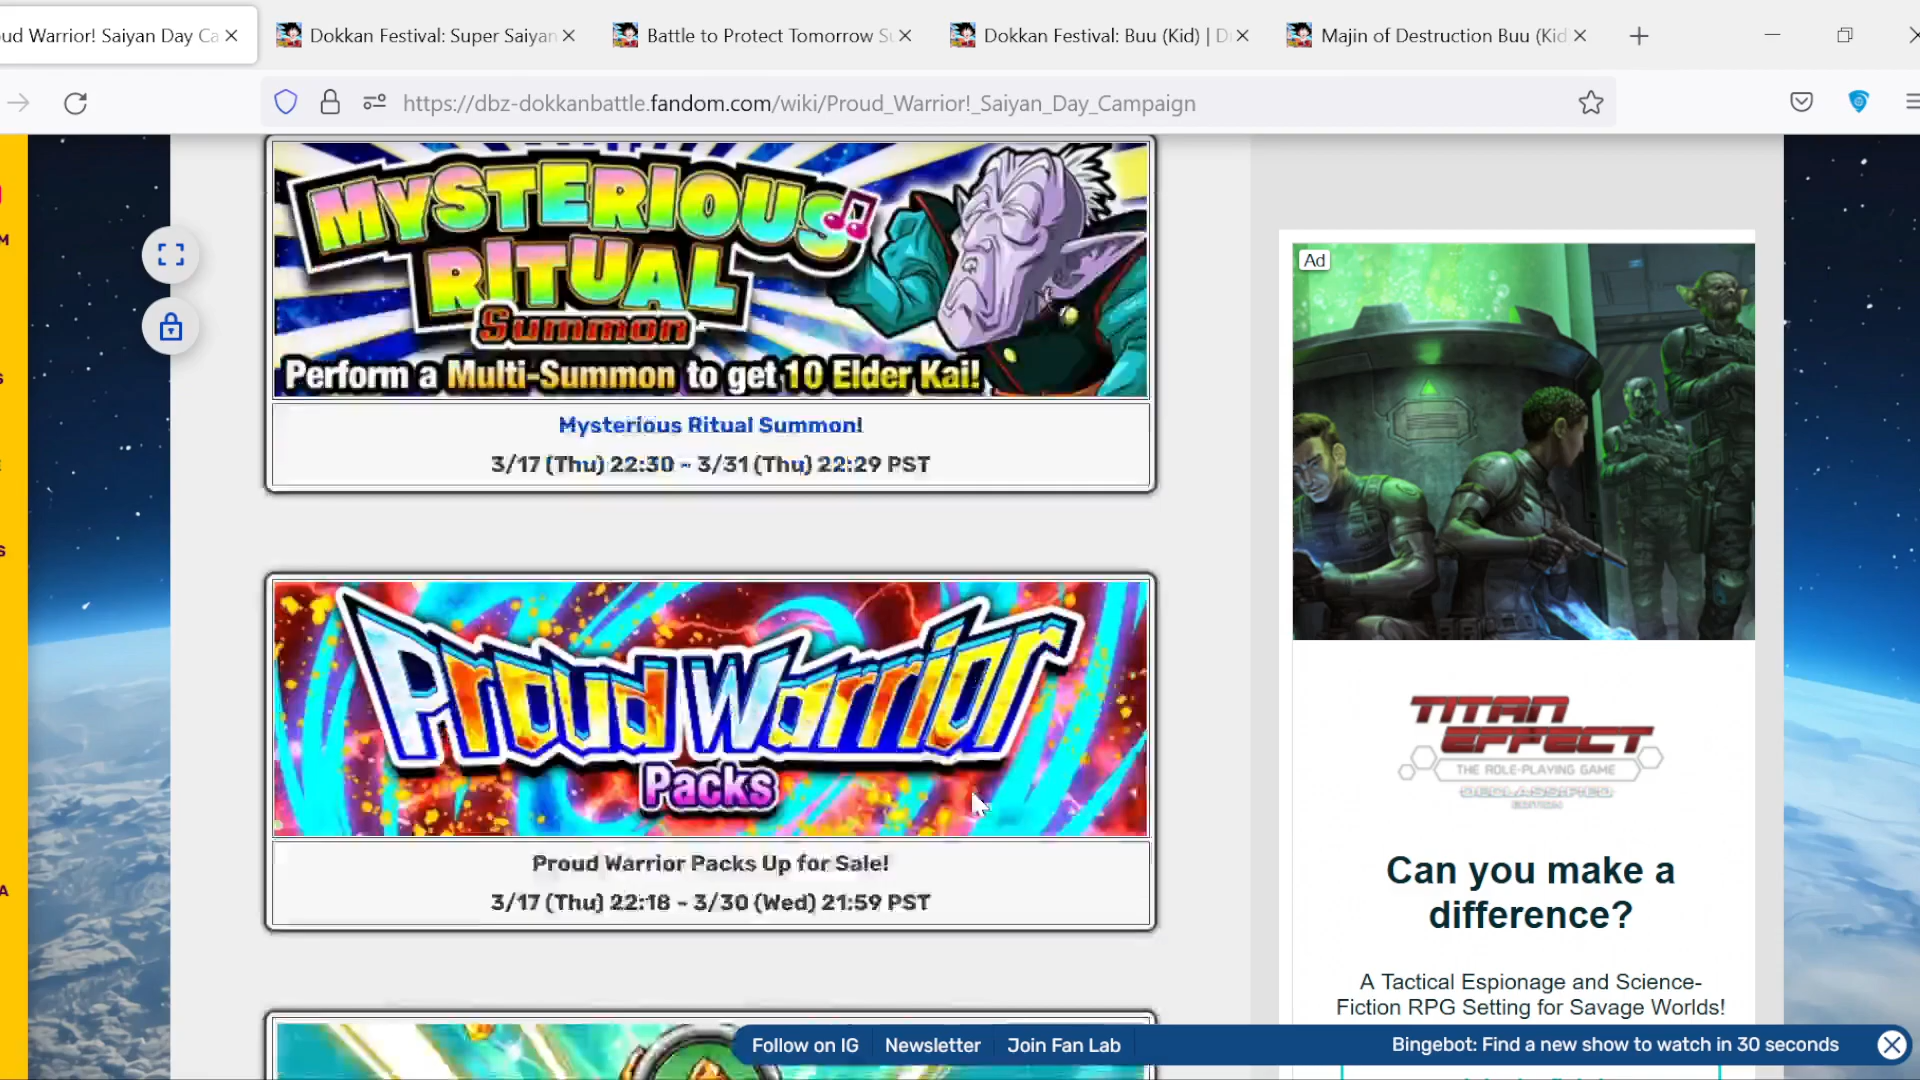 oud Warrior! Saiyan Day Ca
Dokkan Festival: Super Saiyan
Battle to Protect Tomorrow Su
Dokkan Festival: Buu (Kid) | D
Majin of Destruction Buu (Kid
https://dbz-dokkanbattle.fandom.com/wiki/Proud_Warrior!_Saiyan_Day_Campaign
MYSTERIOUS
RITUAL
Summon
Perform a Multi-Summon to get 10 Elder Kai!
Mysterious Ritual Summon!
3/17 (Thu) 22:30 - 3/31 (Thu) 22:29 PST
Proud Warrior
Packs
Proud Warrior Packs Up for Sale!
3/17 (Thu) 22:18 - 3/30 (Wed) 21:59 PST
M
S
E
S
A
Ad
TITAN
EFFECT
THE ROLE-PLAYING GAME
DECLASSIFIED
EDITION
Can you make a
difference?
A Tactical Espionage and Science-
Fiction RPG Setting for Savage Worlds!
Follow on IG
Newsletter
Join Fan Lab
Bingebot: Find a new show to watch in 30 seconds